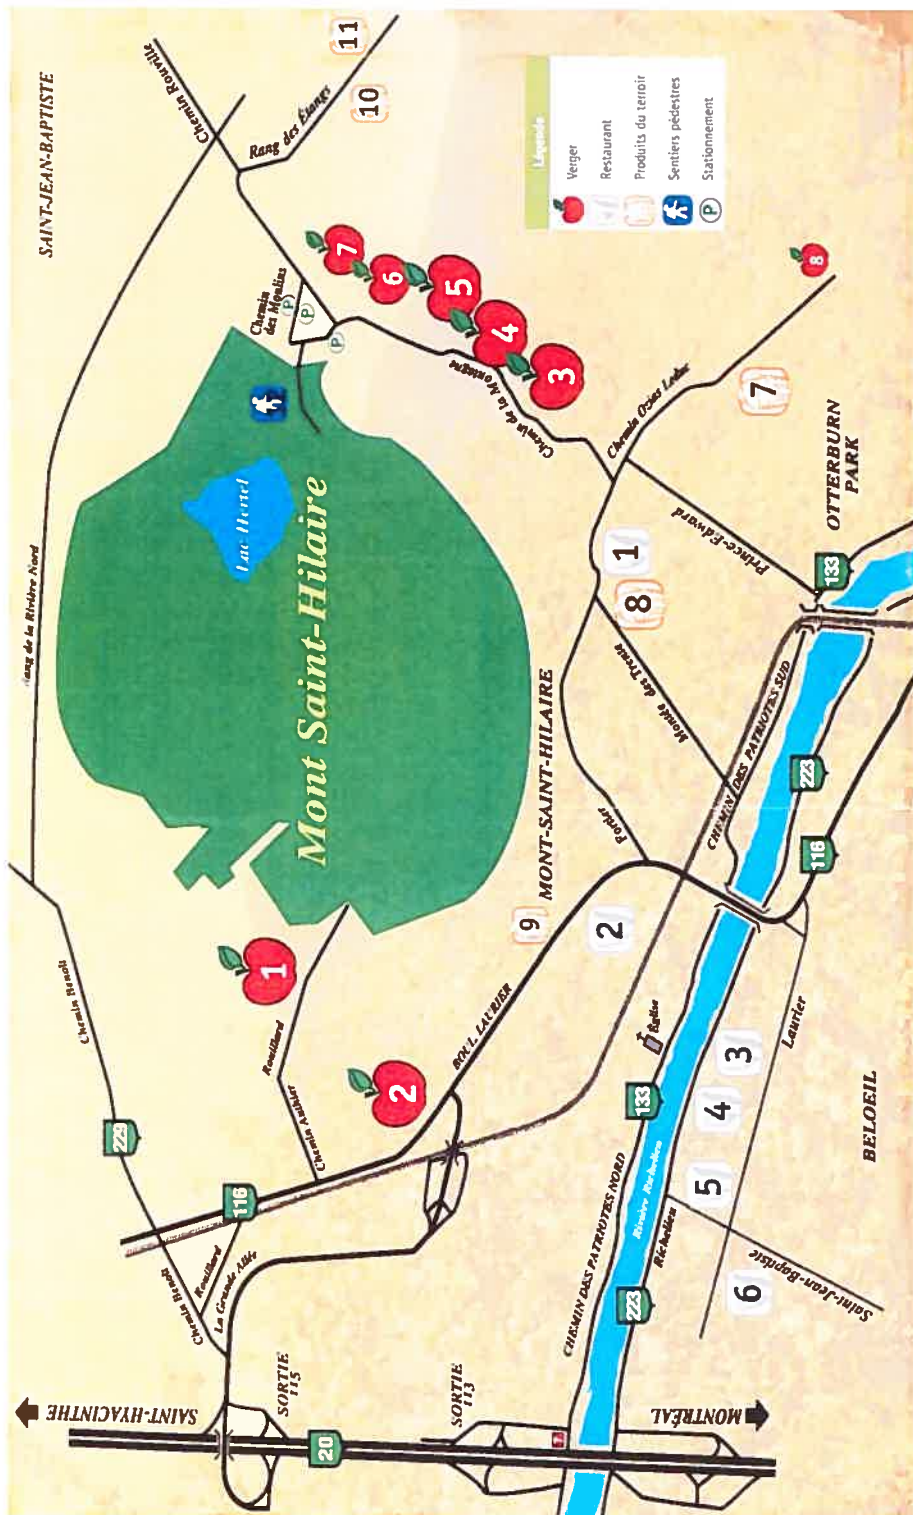 SAINT-JEAN-BAPTISTE
Chemin Rouville
11
10
Rang des Étangs
Légende
Verger
Restaurant
Produits du terroir
Sentiers pédestres
P Stationnement
Chemin
des Moulins
P
P
P
7
6
5
4
3
8
Chemin de la Montagne
Chemin Ozias Leduc
7
OTTERBURN
PARK
Rang de la Rivière Nord
Lac Hertel
Mont Saint-Hilaire
1
8
Prince-Edward
133
Montée des Trente
MONT-SAINT-HILAIRE
Fortier
CHEMIN DES PATRIOTES SUD
223
116
9
2
Chemin Benoît
1
Rouillard
BOUL. LAURIER
Église
3
Laurier
2
Chemin Authier
133
4
BELOEIL
229
116
5
CHEMIN DES PATRIOTES NORD
Rivière Richelieu
Richelieu
6
Saint-Jean-Baptiste
Chemin Benoît
Rouillard
La Grande Allée
223
SAINT-HYACINTHE
SORTIE
115
SORTIE
113
MONTRÉAL
20